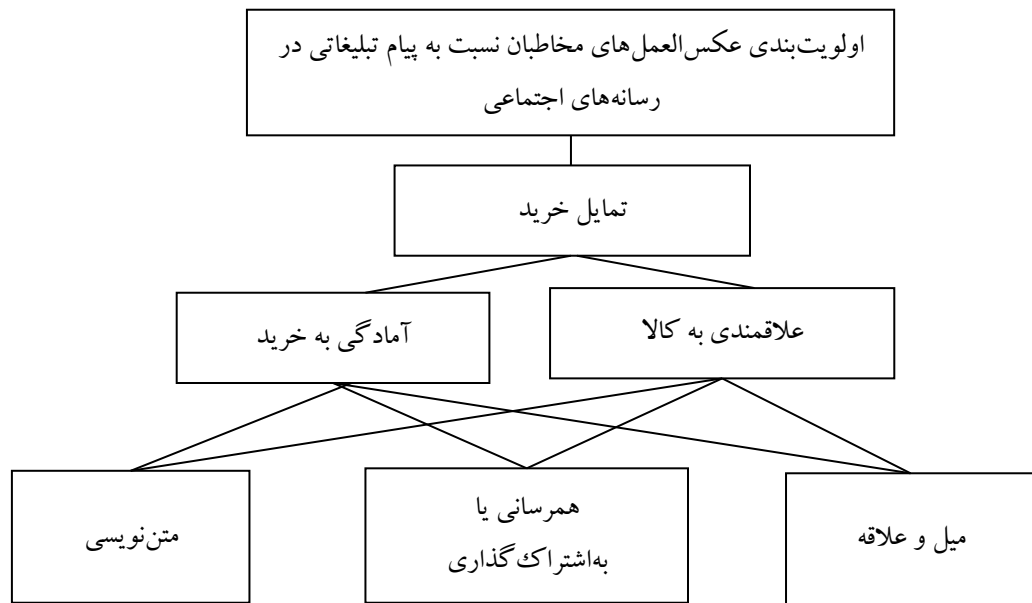 اولویت‌بندی عکس‌العمل‌های مخاطبان نسبت به پیام تبلیغاتی در
رسانه‌های اجتماعی
تمایل خرید
علاقمندی به کالا
آمادگی به خرید
میل و علاقه
همرسانی یا
به‌اشتراک‌گذاری
متن‌نویسی